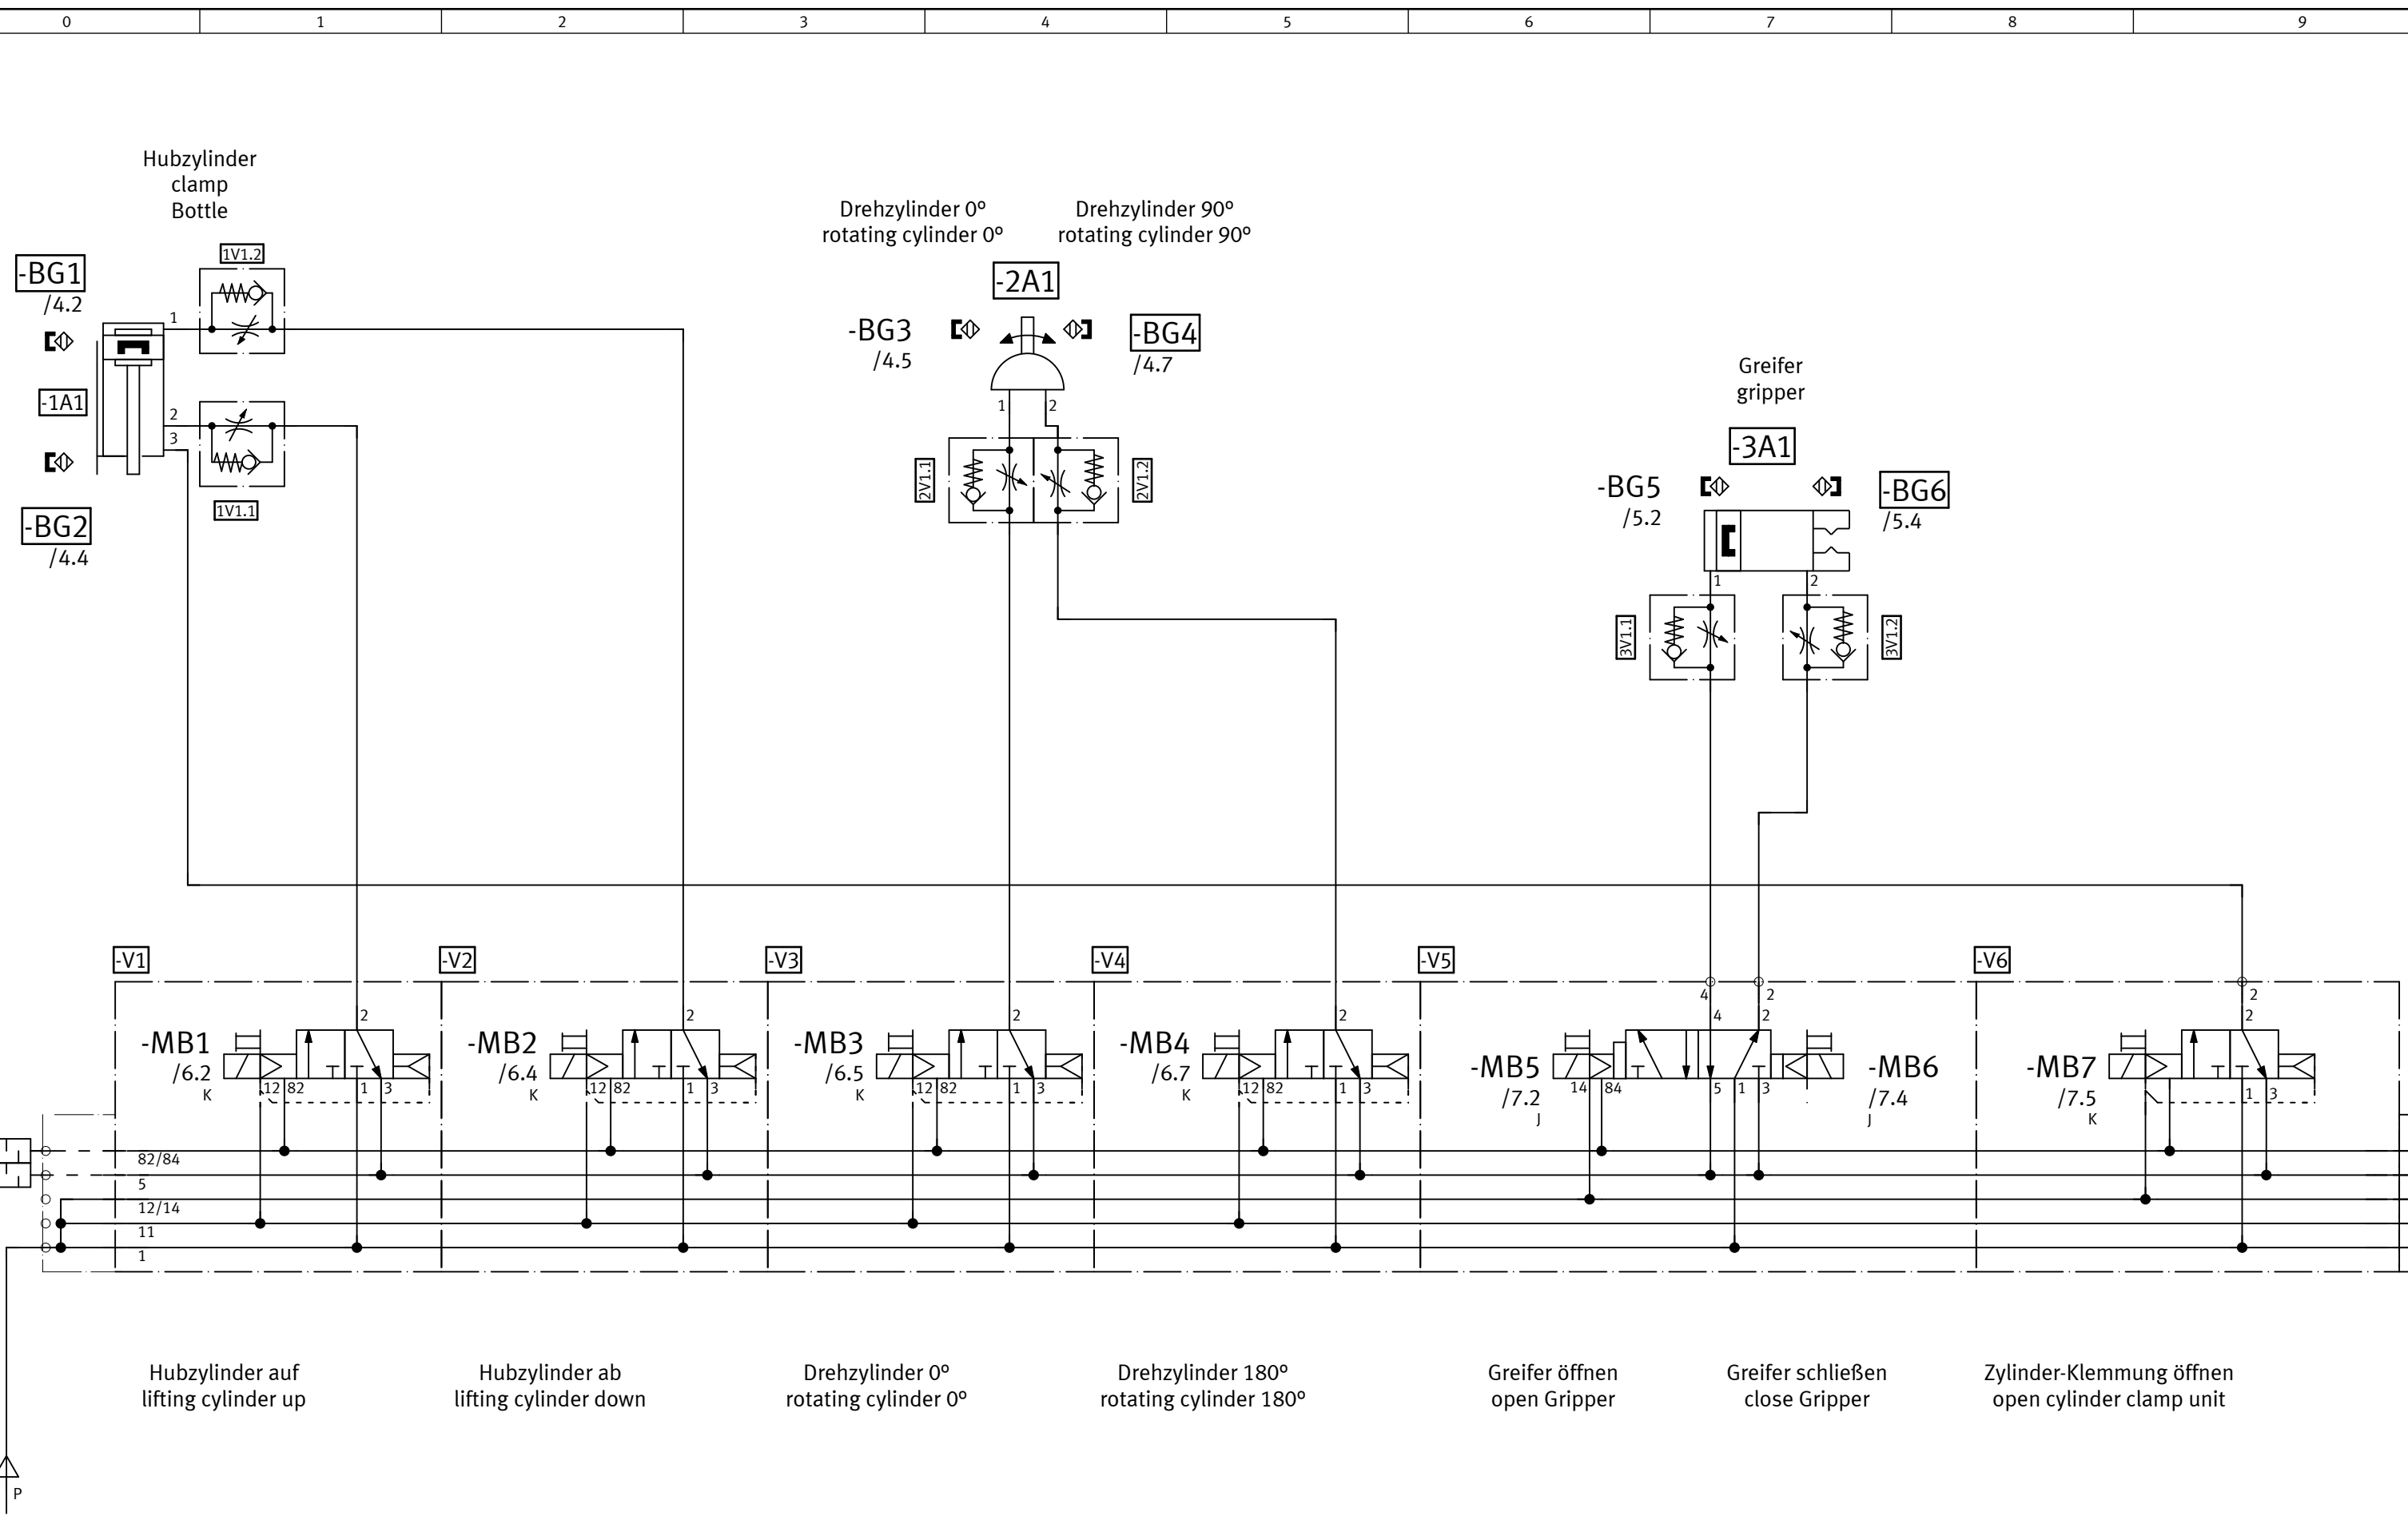 0 1 2 3 4 5 6 7 8 9
Hubzylinder
clamp
Bottle
1V1.2
-BG1
/4.2
1
-1A1
2
3
1V1.1
-BG2
/4.4
Drehzylinder 0°
rotating cylinder 0°
Drehzylinder 90°
rotating cylinder 90°
-2A1
-BG3
/4.5
-BG4
/4.7
1 2
2V1.1
2V1.2
Greifer
gripper
-3A1
-BG5
/5.2
-BG6
/5.4
1 2
3V1.1
3V1.2
-V1
2
-MB1
/6.2
K
12 82 1 3
-V2
2
-MB2
/6.4
K
12 82 1 3
-V3
2
-MB3
/6.5
K
12 82 1 3
-V4
2
-MB4
/6.7
K
12 82 1 3
-V5
4 2
4 2
-MB5
/7.2
J
14 84 5 1 3
-MB6
/7.4
J
-V6
2
2
-MB7
/7.5
K
1 3
82/84
5
12/14
11
1
Hubzylinder auf
lifting cylinder up
Hubzylinder ab
lifting cylinder down
Drehzylinder 0°
rotating cylinder 0°
Drehzylinder 180°
rotating cylinder 180°
Greifer öffnen
open Gripper
Greifer schließen
close Gripper
Zylinder-Klemmung öffnen
open cylinder clamp unit
P